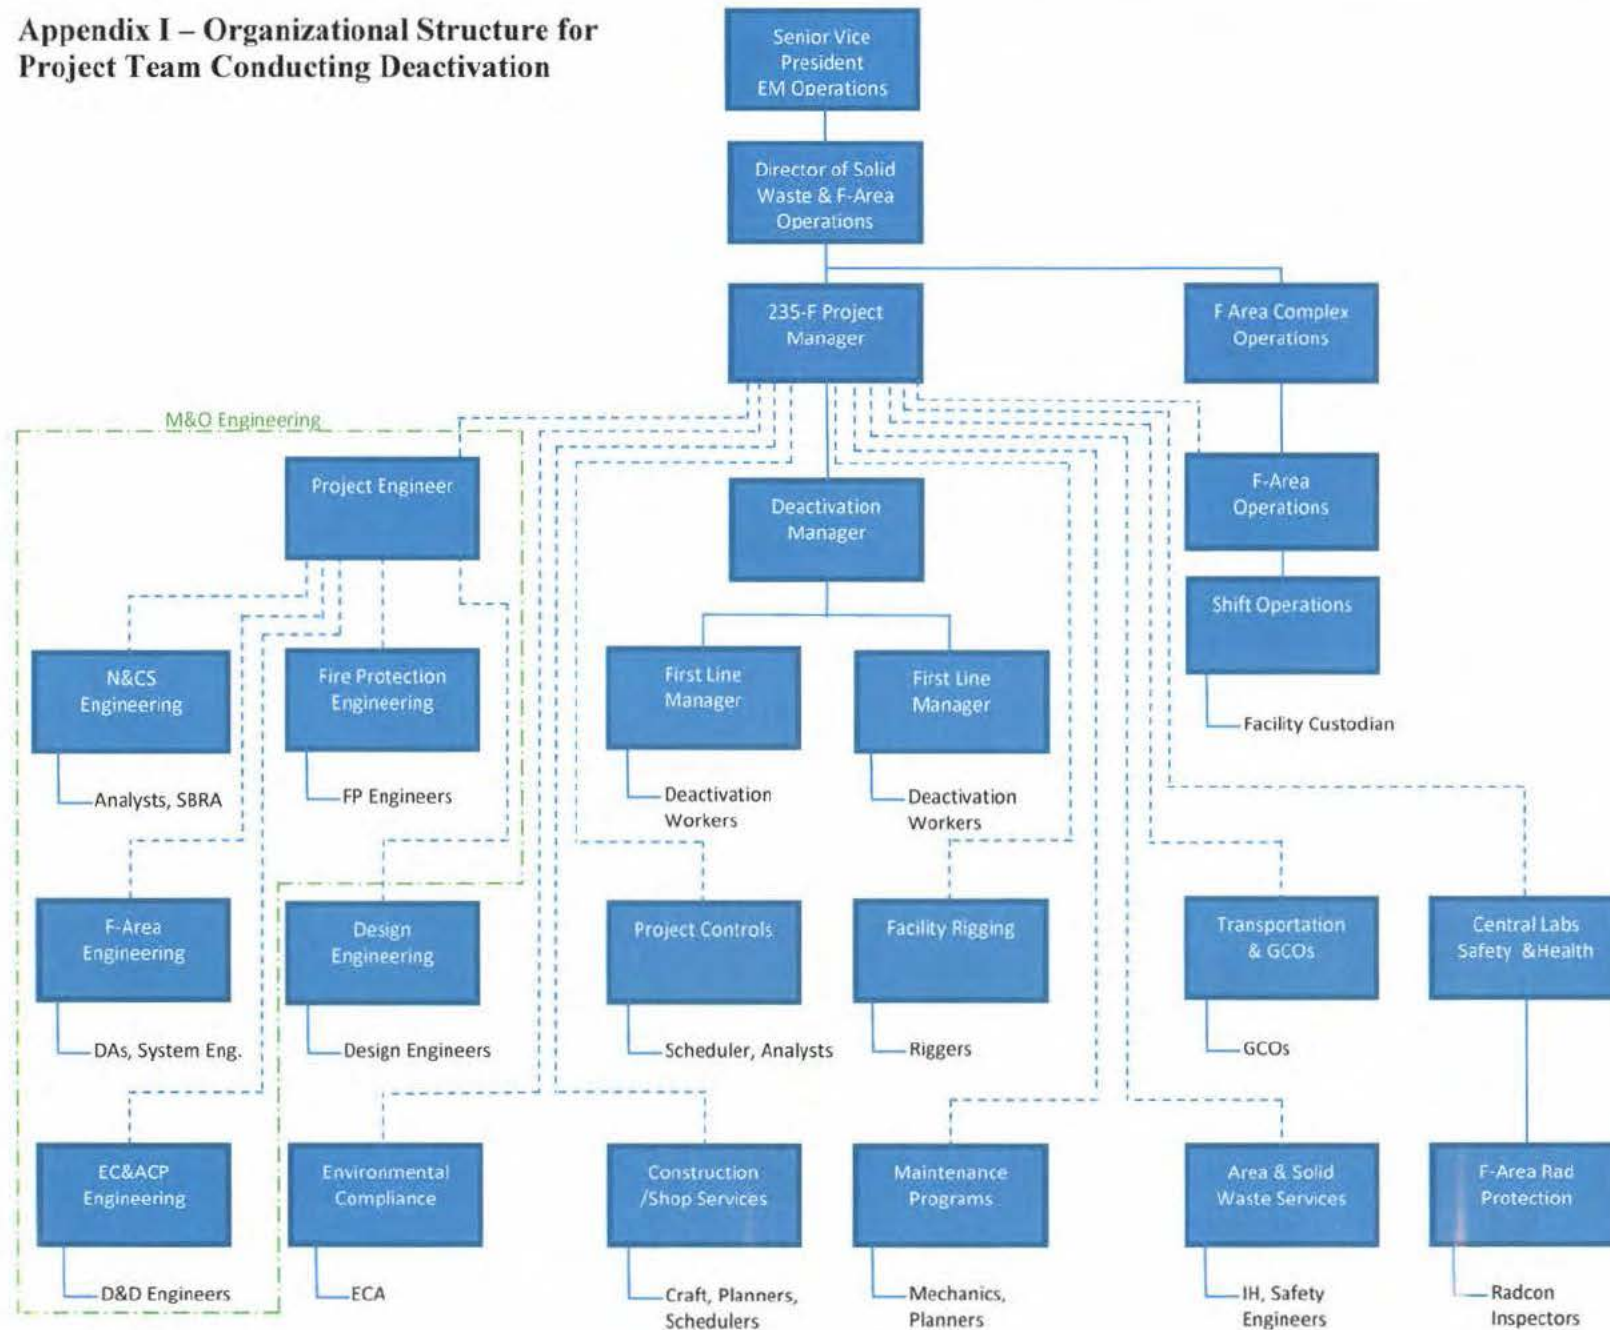 Appendix I – Organizational Structure for
Project Team Conducting Deactivation
Senior Vice
President
EM Operations
Director of Solid
Waste & F-Area
Operations
235-F Project
Manager
F Area Complex
Operations
M&O Engineering
Project Engineer
Deactivation
Manager
F-Area
Operations
Shift Operations
Facility Custodian
N&CS
Engineering
Analysts, SBRA
Fire Protection
Engineering
FP Engineers
First Line
Manager
Deactivation
Workers
First Line
Manager
Deactivation
Workers
F-Area
Engineering
DAs, System Eng.
Design
Engineering
Design Engineers
Project Controls
Scheduler, Analysts
Facility Rigging
Riggers
Transportation
& GCOs
GCOs
Central Labs
Safety &Health
EC&ACP
Engineering
D&D Engineers
Environmental
Compliance
ECA
Construction
/Shop Services
Craft, Planners,
Schedulers
Maintenance
Programs
Mechanics,
Planners
Area & Solid
Waste Services
IH, Safety
Engineers
F-Area Rad
Protection
Radcon
Inspectors